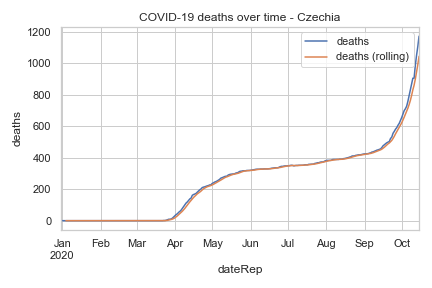 COVID-19 deaths over time - Czechia
deaths
deaths (rolling)
1200
1000
800
600
400
200
0
deaths
Jan Feb Mar Apr May Jun Jul Aug Sep Oct
2020
dateRep